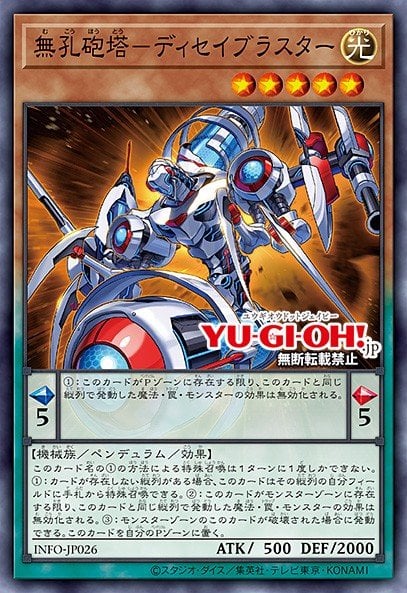 無孔砲塔－ディセイブラスター
光
ユウギオウドットジェイピー
YU-GI-OH!.jp
無断転載禁止
5
5
①：このカードがPゾーンに存在する限り、このカードと同じ
縦列で発動した魔法・罠・モンスターの効果は無効化される。
【機械族／ペンデュラム／効果】
このカード名の①の方法による特殊召喚は1ターンに1度しかできない。
①：カードが存在しない縦列がある場合、このカードはその縦列の自分フィ
ールドに手札から特殊召喚できる。②：このカードがモンスターゾーンに存在
する限り、このカードと同じ縦列で発動した魔法・罠・モンスターの効果は
無効化される。③：モンスターゾーンのこのカードが破壊された場合に発動
できる。このカードを自分のPゾーンに置く。
INFO-JP026
ATK/ 500 DEF/2000
©スタジオ・ダイス／集英社・テレビ東京・KONAMI